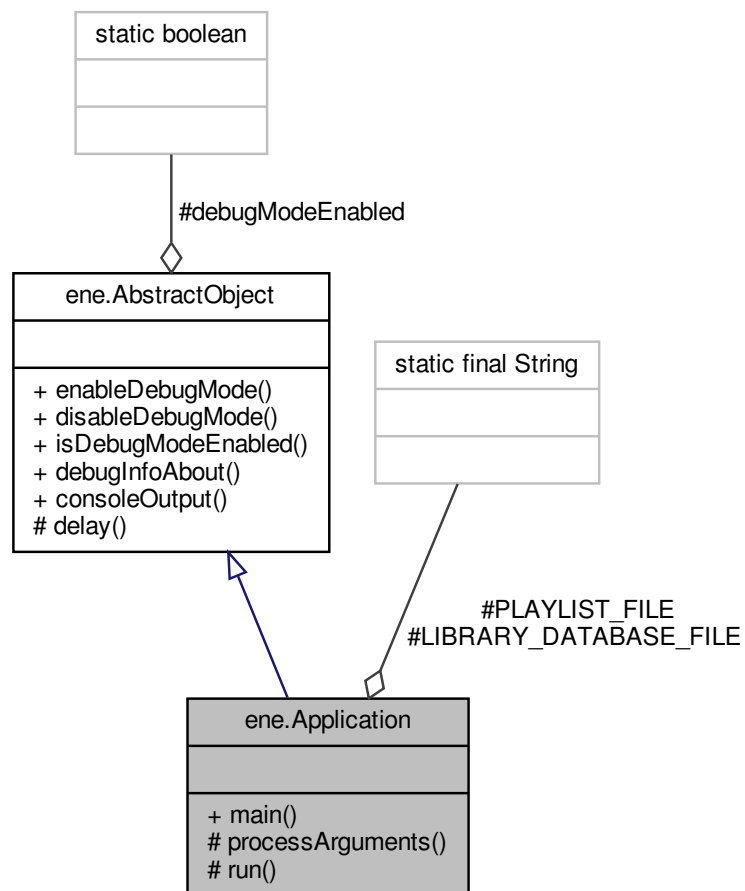 static boolean
#debugModeEnabled
ene.AbstractObject
+ enableDebugMode()
+ disableDebugMode()
+ isDebugModeEnabled()
+ debugInfoAbout()
+ consoleOutput()
# delay()
static final String
#PLAYLIST_FILE
#LIBRARY_DATABASE_FILE
ene.Application
+ main()
# processArguments()
# run()